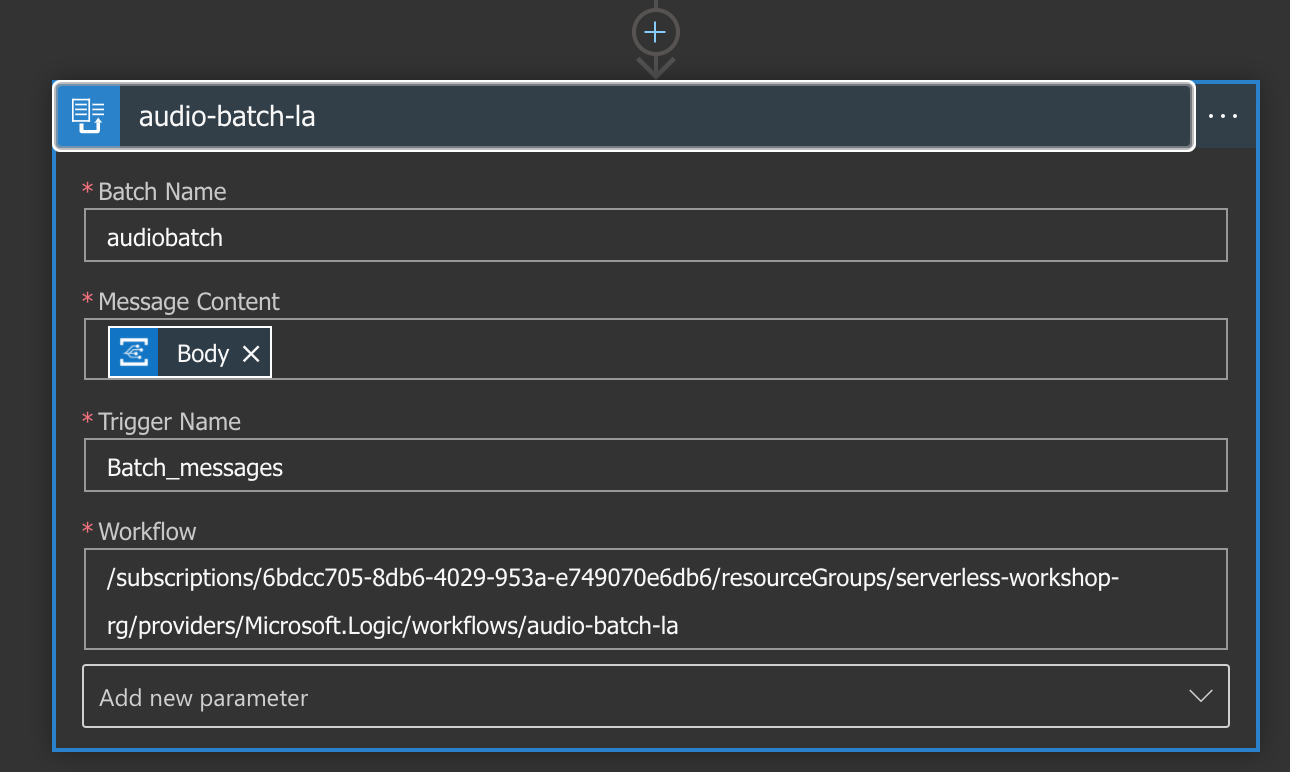 audio-batch-la
...
* Batch Name
audiobatch
* Message Content
Body
* Trigger Name
Batch_messages
* Workflow
/subscriptions/6bdcc705-8db6-4029-953a-e749070e6db6/resourceGroups/serverless-workshop-
rg/providers/Microsoft.Logic/workflows/audio-batch-la
Add new parameter